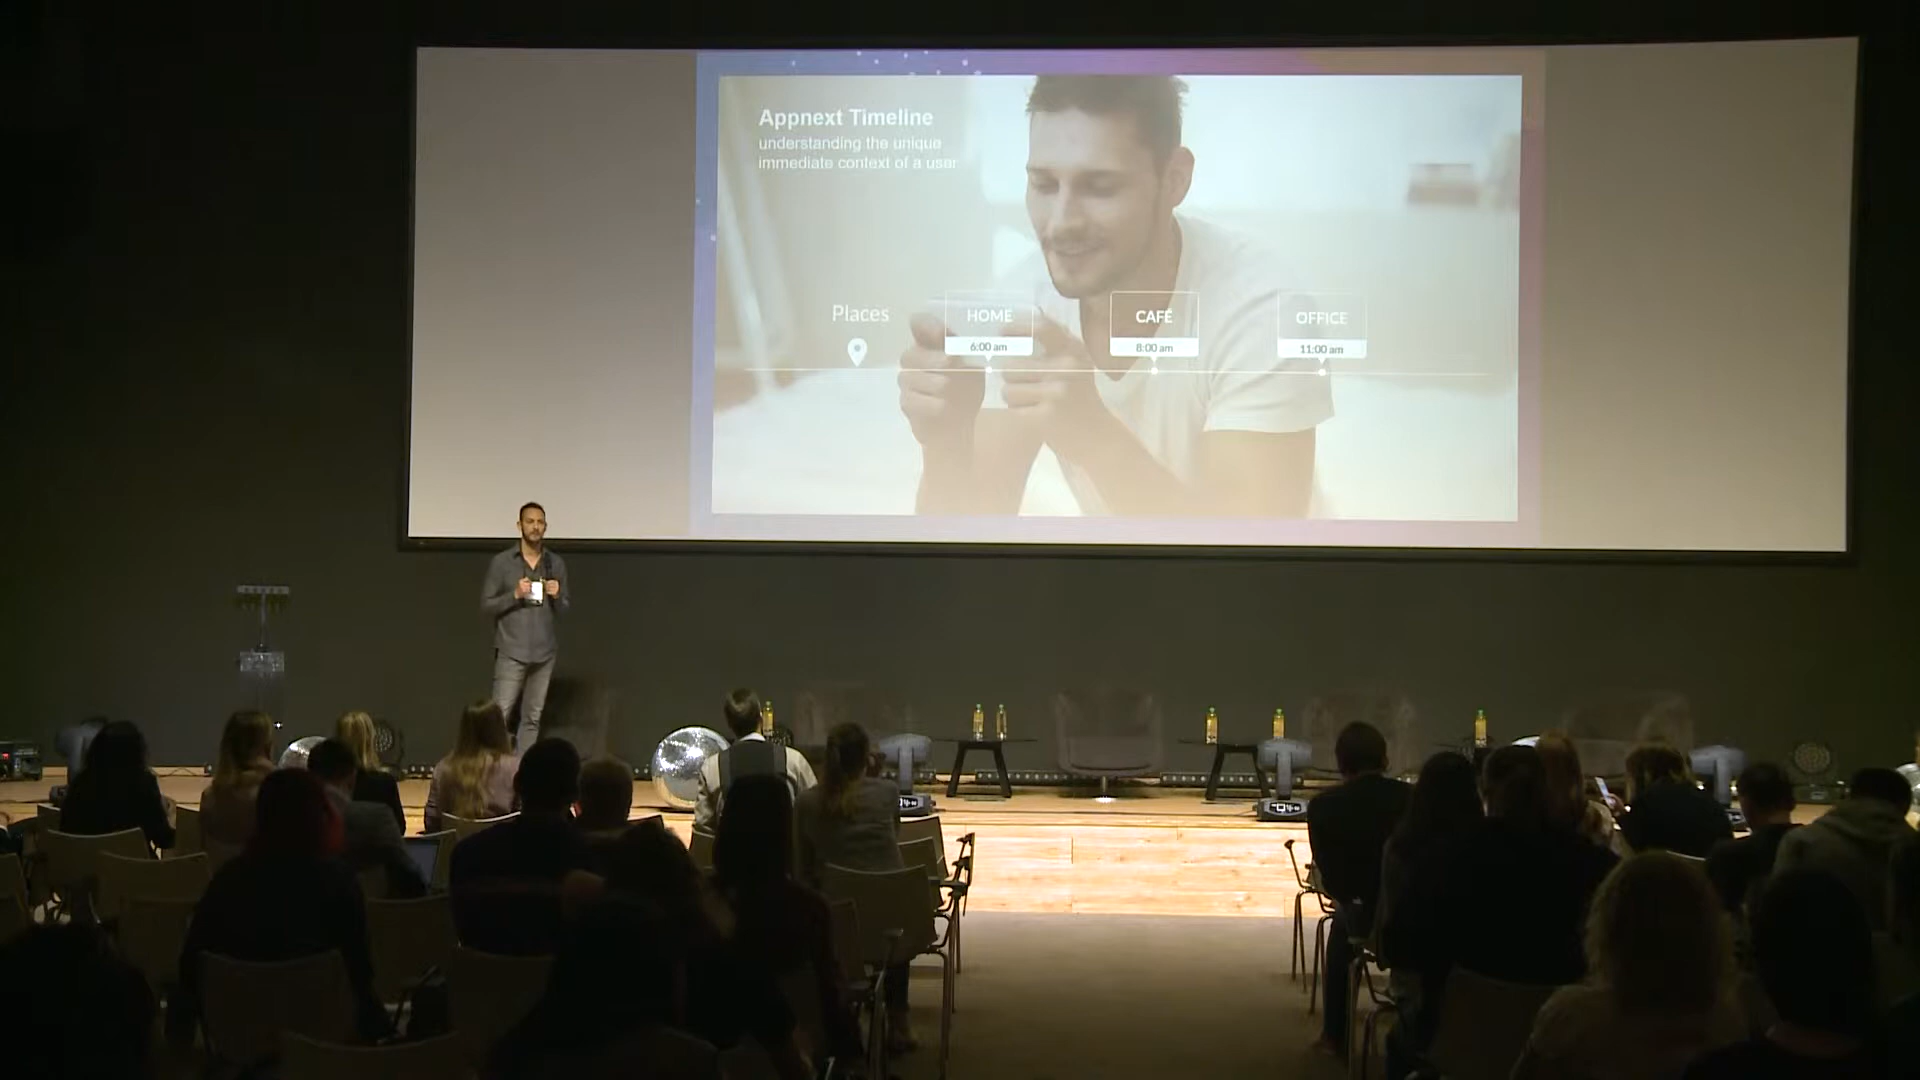 Appnext Timeline
understanding the unique
immediate context of a user
Places
HOME
6:00 am
CAFÉ
8:00 am
OFFICE
11:00 am